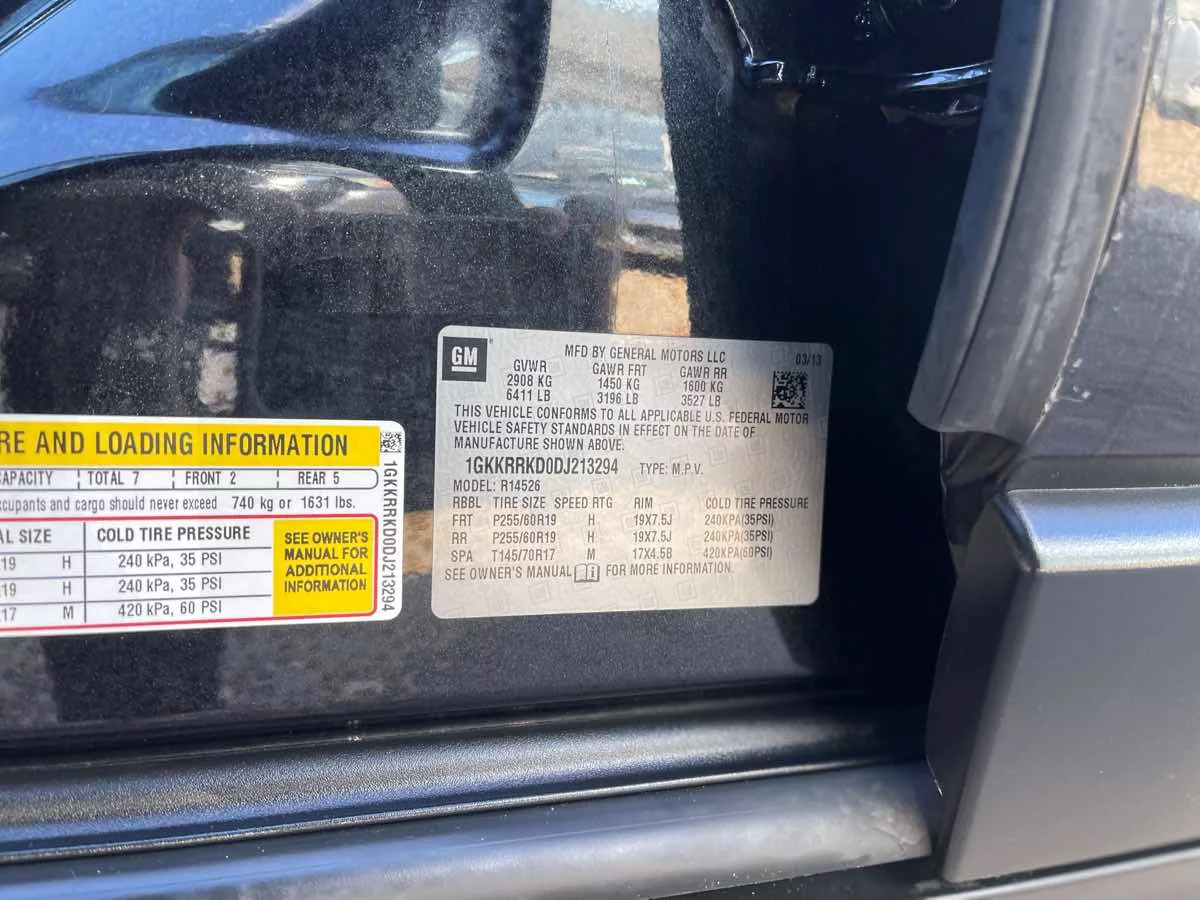 RE AND LOADING INFORMATION
CAPACITY TOTAL 7 FRONT 2 REAR 5
occupants and cargo should never exceed 740 kg or 1631 lbs.
AL SIZE COLD TIRE PRESSURE
19 H 240 kPa, 35 PSI
19 H 240 kPa, 35 PSI
17 M 420 kPa, 60 PSI
SEE OWNER'S
MANUAL FOR
ADDITIONAL
INFORMATION
1GKKRRKD0DJ213294
GM
MFD BY GENERAL MOTORS LLC 03/13
GVWR GAWR FRT GAWR RR
2908 KG 1450 KG 1600 KG
6411 LB 3196 LB 3527 LB
THIS VEHICLE CONFORMS TO ALL APPLICABLE U.S. FEDERAL MOTOR
VEHICLE SAFETY STANDARDS IN EFFECT ON THE DATE OF
MANUFACTURE SHOWN ABOVE.
1GKKRRKD0DJ213294 TYPE: M.P.V.
MODEL: R14526
RBBL TIRE SIZE SPEED RTG RIM COLD TIRE PRESSURE
FRT P255/60R19 H 19X7.5J 240KPA(35PSI)
RR P255/60R19 H 19X7.5J 240KPA(35PSI)
SPA T145/70R17 M 17X4.5B 420KPA(60PSI)
SEE OWNER'S MANUAL FOR MORE INFORMATION.